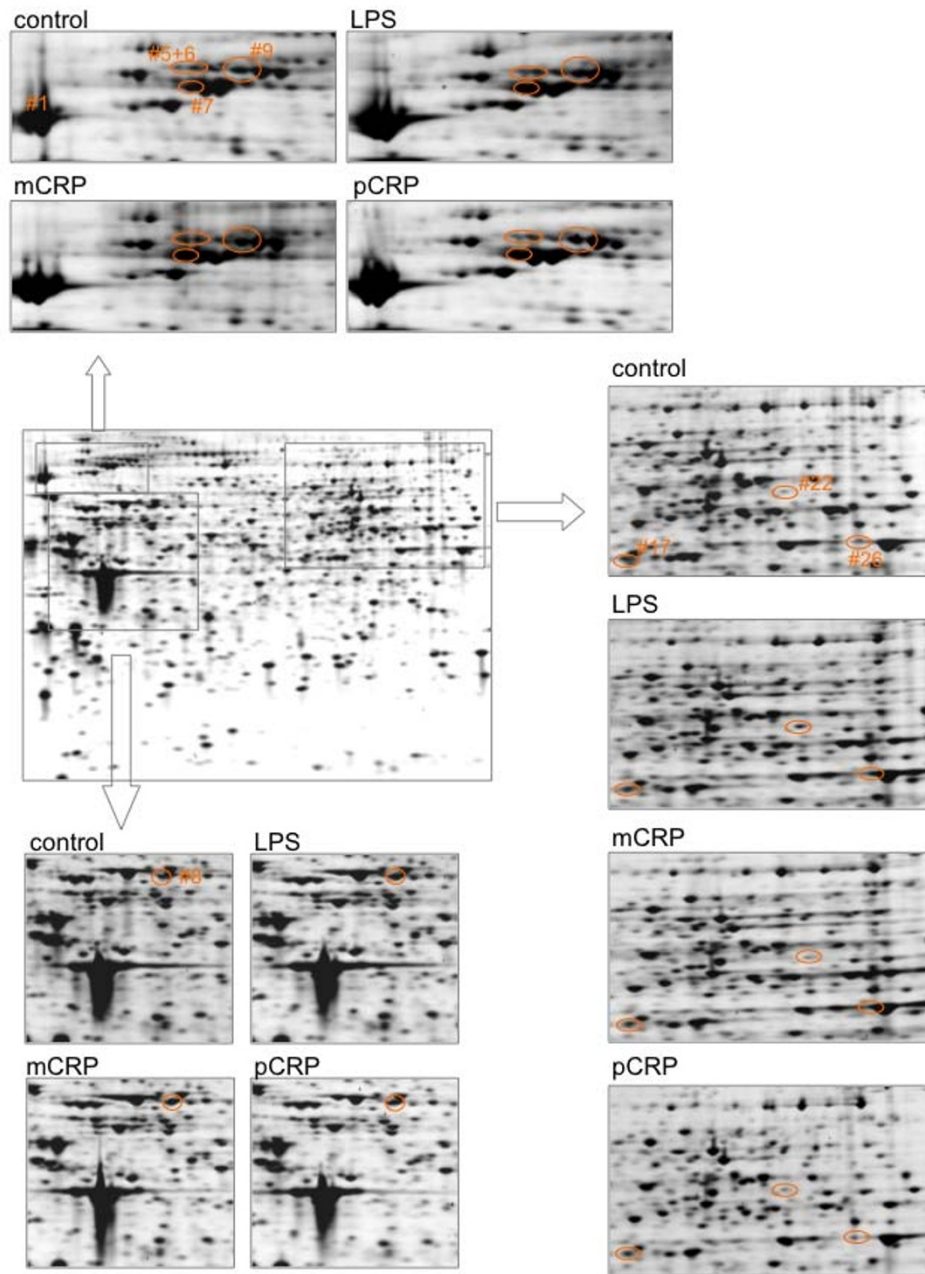 control
LPS
#5+6
#9
#1
#7
mCRP
pCRP
control
#22
#17
#26
LPS
mCRP
pCRP
control
LPS
#8
mCRP
pCRP